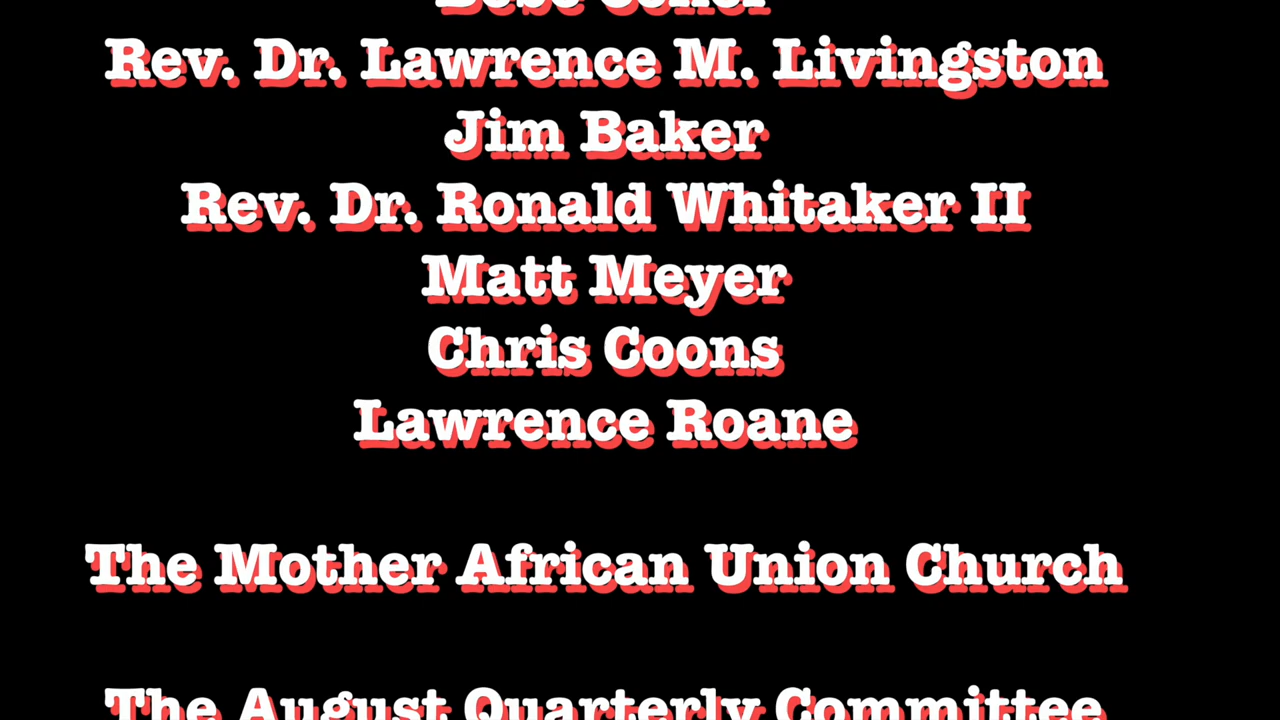 Rev. Dr. Lawrence M. Livingston
Jim Baker
Rev. Dr. Ronald Whitaker II
Matt Meyer
Chris Coons
Lawrence Roane
The Mother African Union Church
The August Quarterly Committee